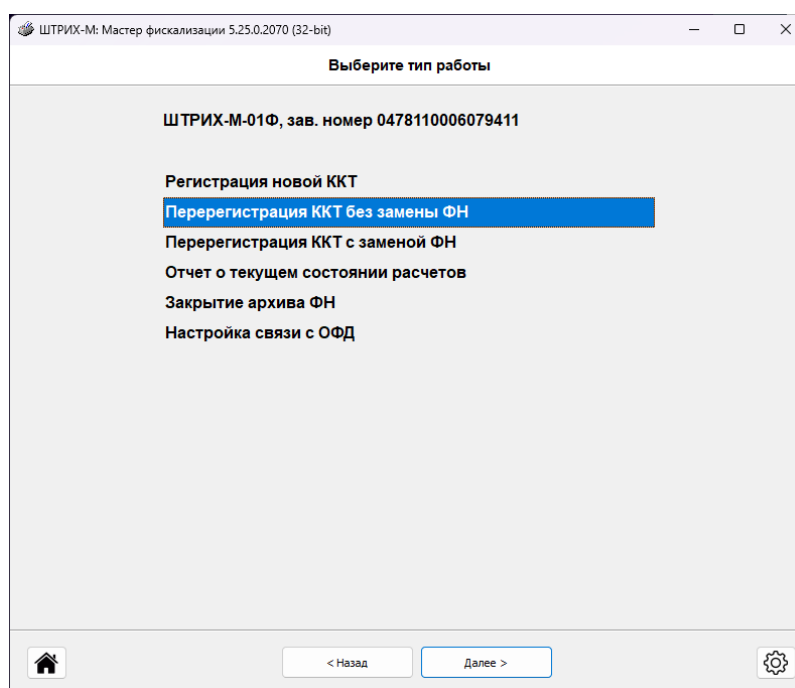 ШТРИХ-М: Мастер фискализации 5.25.0.2070 (32-bit)
Выберите тип работы
ШТРИХ-М-01Ф, зав. номер 0478110006079411
Регистрация новой ККТ
Перерегистрация ККТ без замены ФН
Перерегистрация ККТ с заменой ФН
Отчет о текущем состоянии расчетов
Закрытие архива ФН
Настройка связи с ОФД
< Назад
Далее >